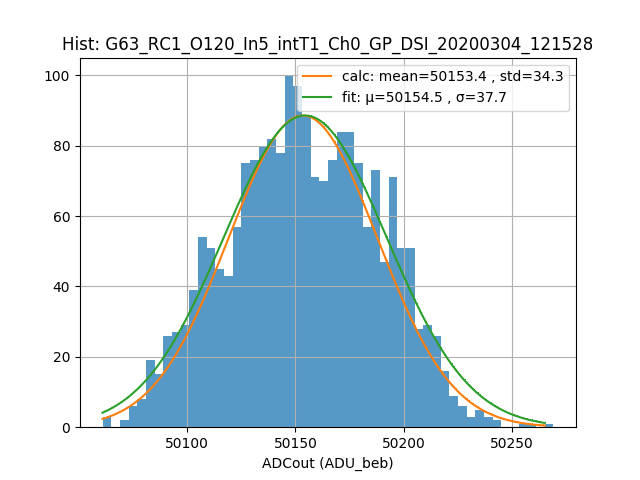 Hist: G63_RC1_O120_In5_intT1_Ch0_GP_DSI_20200304_121528
calc: mean=50153.4 , std=34.3
fit: μ=50154.5 , σ=37.7
100
80
60
40
20
0
50100
50150
50200
50250
ADCout (ADU_beb)